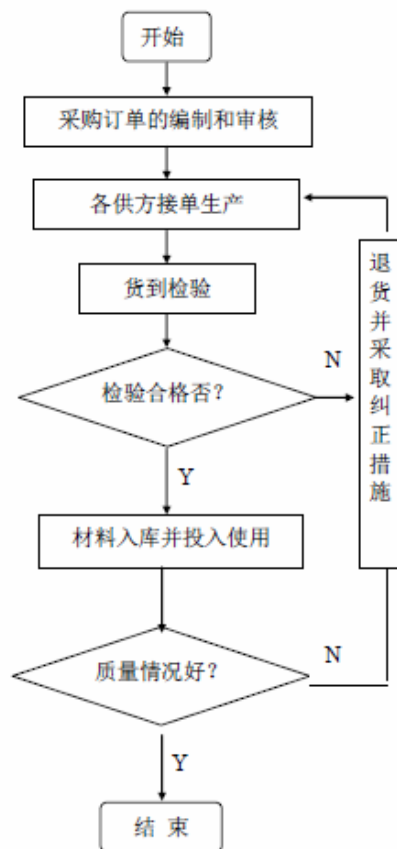 开始
采购订单的编制和审核
各供方接单生产
货到检验
检验合格否？
N
退货并采取纠正措施
Y
材料入库并投入使用
质量情况好？
N
Y
结 束